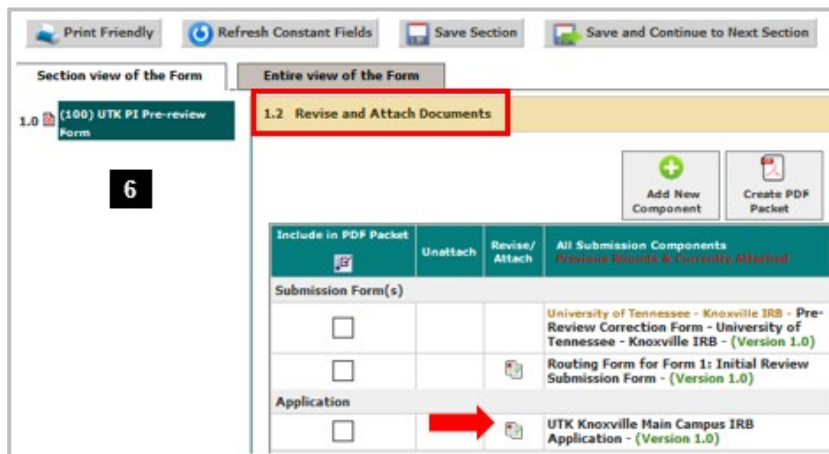 Print Friendly
Refresh Constant Fields
Save Section
Save and Continue to Next Section
Section view of the Form
Entire view of the Form
1.0 (100) UTK PI Pre-review
Form
6
1.2 Revise and Attach Documents
Add New
Component
Create PDF
Packet
Include in PDF Packet
Unattach
Revise/
Attach
All Submission Components
Previous Rounds & Currently Attached
Submission Form(s)
University of Tennessee - Knoxville IRB - Pre-
Review Correction Form - University of
Tennessee - Knoxville IRB - (Version 1.0)
Routing Form for Form 1: Initial Review
Submission Form - (Version 1.0)
Application
UTK Knoxville Main Campus IRB
Application - (Version 1.0)